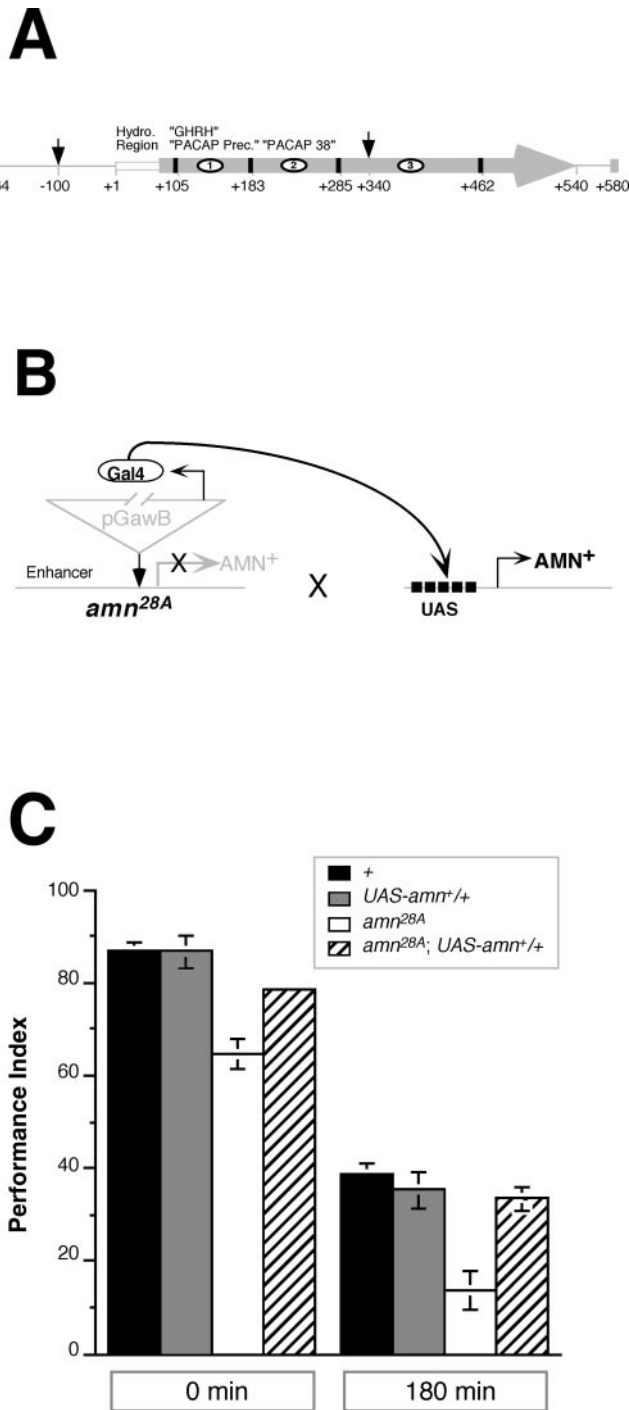 A
Hydro. "GHRH"
Region "PACAP Prec." "PACAP 38"
1 2 3
-100 +1 +105 +183 +285 +340 +462 +540 +580
B
Gal4
pGawB
Enhancer X AMN+
amn28A
X
AMN+
UAS
C
+
UAS-amn+/+
amn28A
amn28A; UAS-amn+/+
Performance Index
100
80
60
40
20
0
0 min 180 min